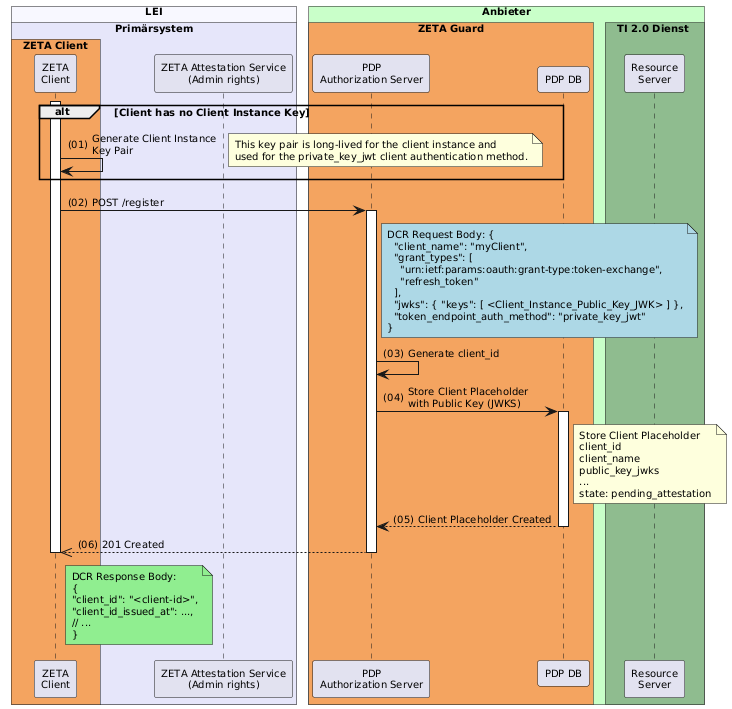 LEI
Anbieter
Primärsystem
ZETA Guard
TI 2.0 Dienst
ZETA Client
ZETA
Client
ZETA Attestation Service
(Admin rights)
PDP
Authorization Server
PDP DB
Resource
Server
alt
[Client has no Client Instance Key]
(01) Generate Client Instance
Key Pair
This key pair is long-lived for the client instance and
used for the private_key_jwt client authentication method.
(02) POST /register
DCR Request Body: {
"client_name": "myClient",
"grant_types": [
"urn:ietf:params:oauth:grant-type:token-exchange",
"refresh_token"
],
"jwks": { "keys": [ <Client_Instance_Public_Key_JWK> ] },
"token_endpoint_auth_method": "private_key_jwt"
}
(03) Generate client_id
(04) Store Client Placeholder
with Public Key (JWKS)
Store Client Placeholder
client_id
client_name
public_key_jwks
...
state: pending_attestation
(05) Client Placeholder Created
(06) 201 Created
DCR Response Body:
{
"client_id": "<client-id>",
"client_id_issued_at": ...,
// ...
}
ZETA
Client
ZETA Attestation Service
(Admin rights)
PDP
Authorization Server
PDP DB
Resource
Server